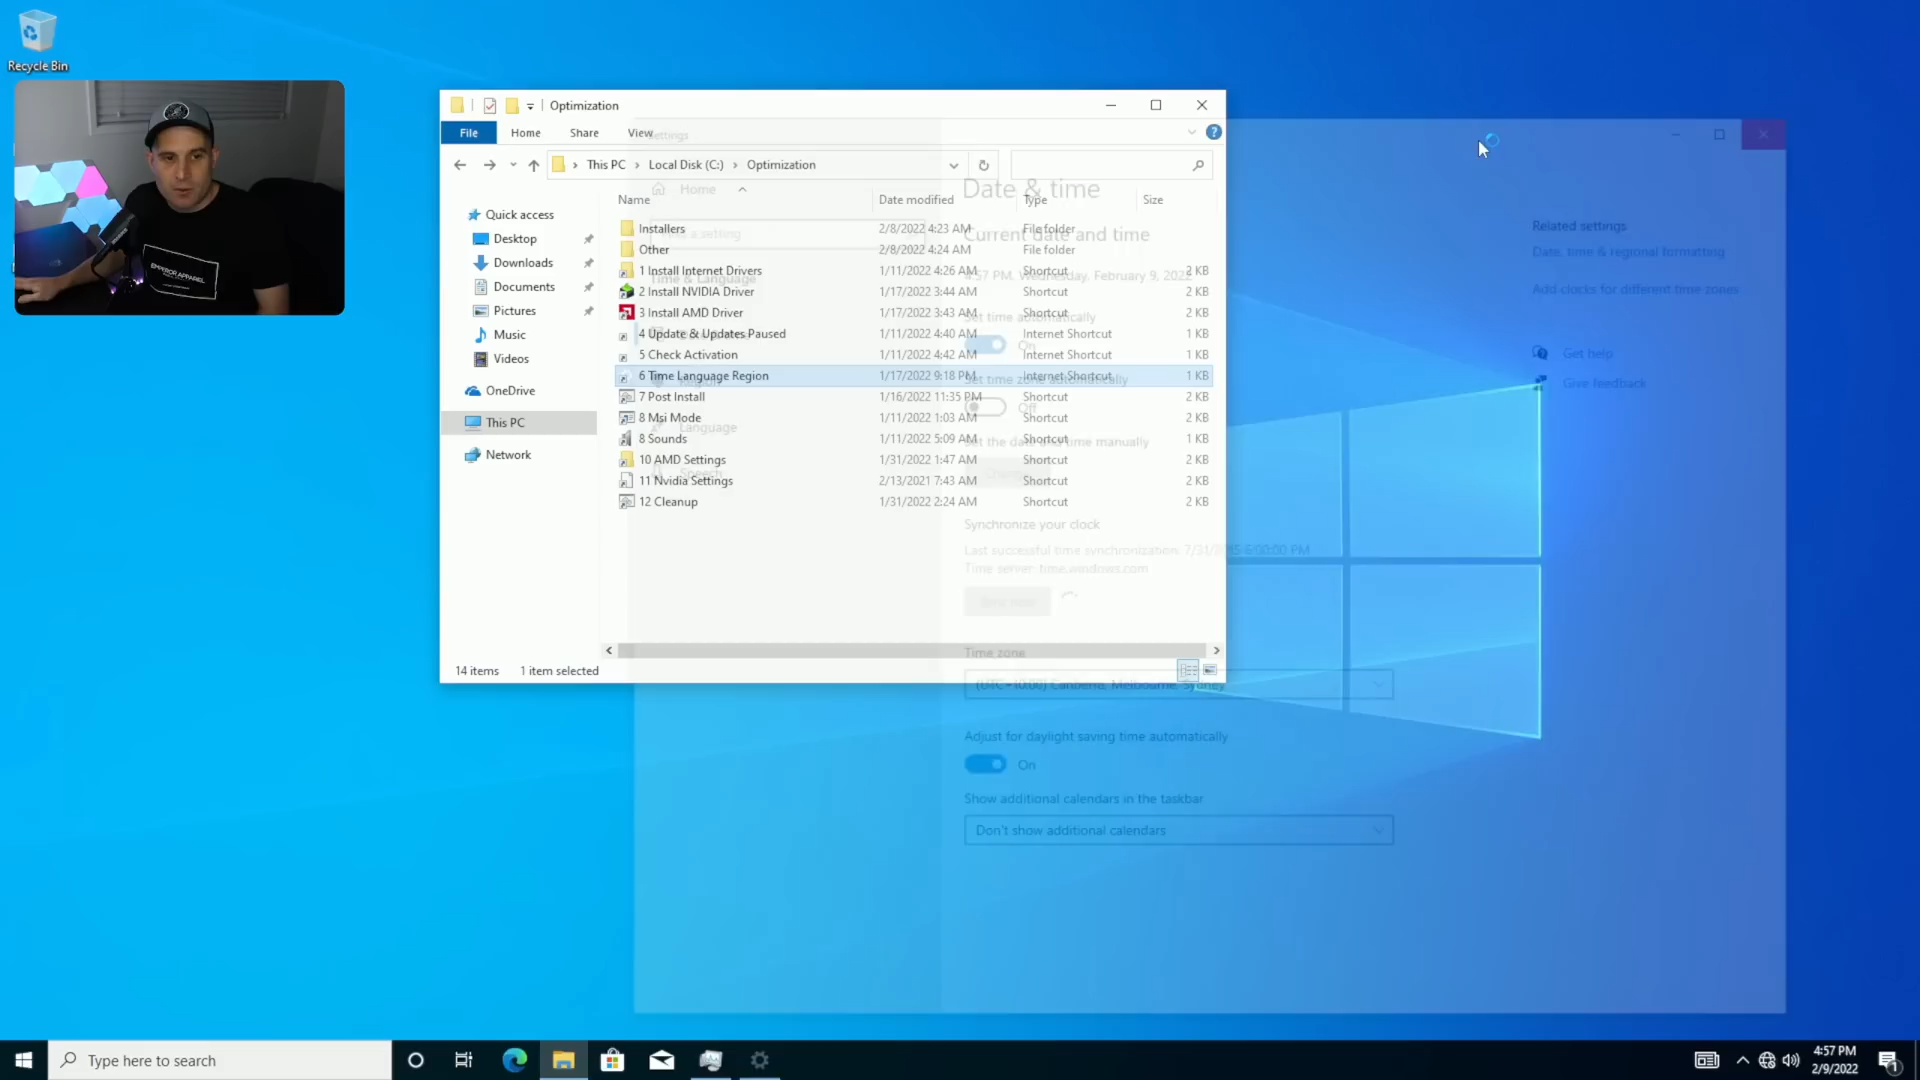 Recycle Bin
EMPEROR APPAREL
Optimization
File
Home
Share
View
Settings
This PC
Local Disk (C:)
Optimization
Home
Date & time
Name
Date modified
Type
Size
Quick access
Desktop
Downloads
Documents
Pictures
Music
Videos
OneDrive
This PC
Network
Installers 2/8/2022 4:23 AM File folder
Other 2/8/2022 4:24 AM File folder
1 Install Internet Drivers 1/11/2022 4:26 AM Shortcut 2 KB
2 Install NVIDIA Driver 1/17/2022 3:44 AM Shortcut 2 KB
3 Install AMD Driver 1/17/2022 3:43 AM Shortcut 2 KB
4 Update & Updates Paused 1/11/2022 4:40 AM Internet Shortcut 1 KB
5 Check Activation 1/11/2022 4:42 AM Internet Shortcut 1 KB
6 Time Language Region 1/17/2022 9:18 PM Internet Shortcut 1 KB
7 Post Install 1/16/2022 11:35 PM Shortcut 2 KB
8 Msi Mode 1/11/2022 1:03 AM Shortcut 2 KB
8 Sounds 1/11/2022 5:09 AM Shortcut 1 KB
10 AMD Settings 1/31/2022 1:47 AM Shortcut 2 KB
11 Nvidia Settings 2/13/2021 7:43 AM Shortcut 2 KB
12 Cleanup 1/31/2022 2:24 AM Shortcut 2 KB
14 items
1 item selected
a setting
Time & Language
Region
Language
Speech
Current date and time
4:57 PM, Wednesday, February 9, 2022
Set time automatically
On
Set time zone automatically
Off
Set the date and time manually
Change
Synchronize your clock
Last successful time synchronization: 7/31/2015 6:00:00 PM
Time server: time.windows.com
Sync now
Time zone
(UTC+10:00) Canberra, Melbourne, Sydney
Adjust for daylight saving time automatically
On
Show additional calendars in the taskbar
Don't show additional calendars
Related settings
Date, time & regional formatting
Add clocks for different time zones
Get help
Give feedback
Type here to search
4:57 PM
2/9/2022
1